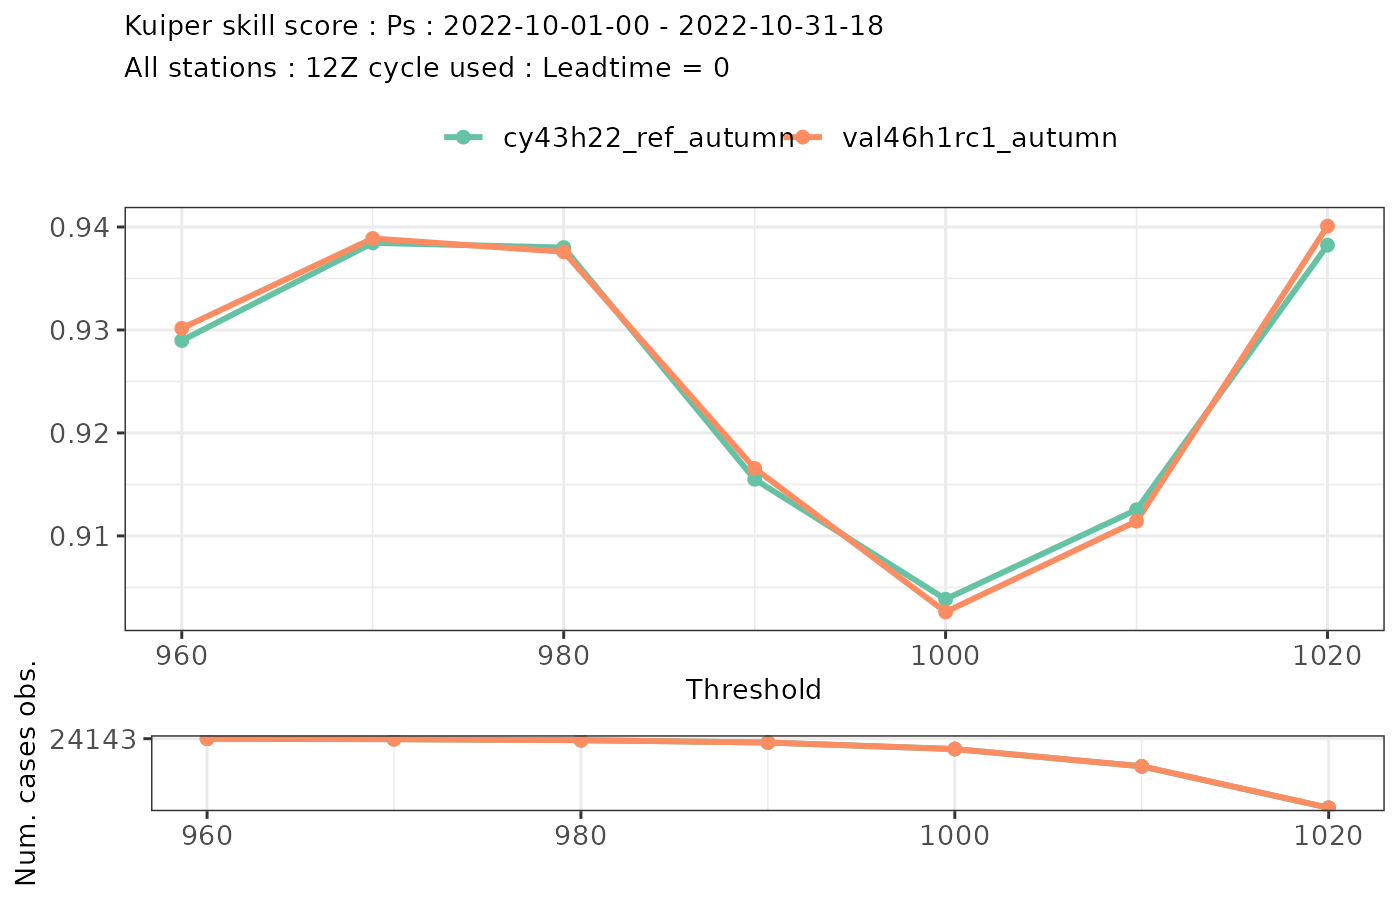 Kuiper skill score : Ps : 2022-10-01-00 - 2022-10-31-18
All stations : 12Z cycle used : Leadtime = 0
cy43h22_ref_autumn val46h1rc1_autumn
0.94
0.93
0.92
0.91
960 980 1000 1020
Threshold
Num. cases obs.
24143
960 980 1000 1020